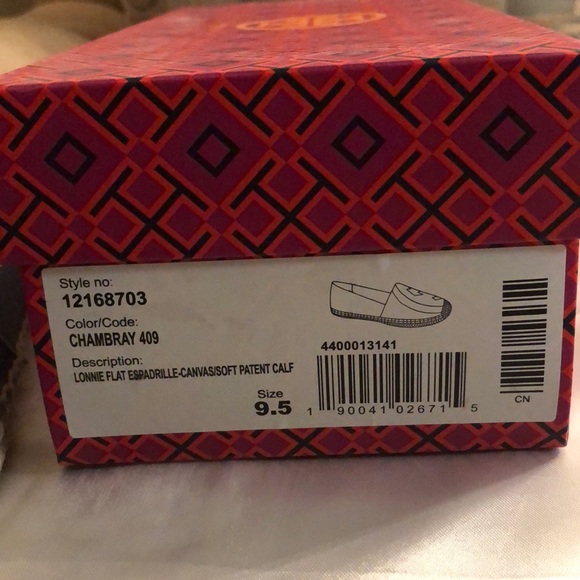 Style no:
12168703
Color/Code:
CHAMBRAY 409
Description:
LONNIE FLAT ESPADRILLE-CANVAS/SOFT PATENT CALF
Size
9.5
4400013141
1 90041 02671 5
CN